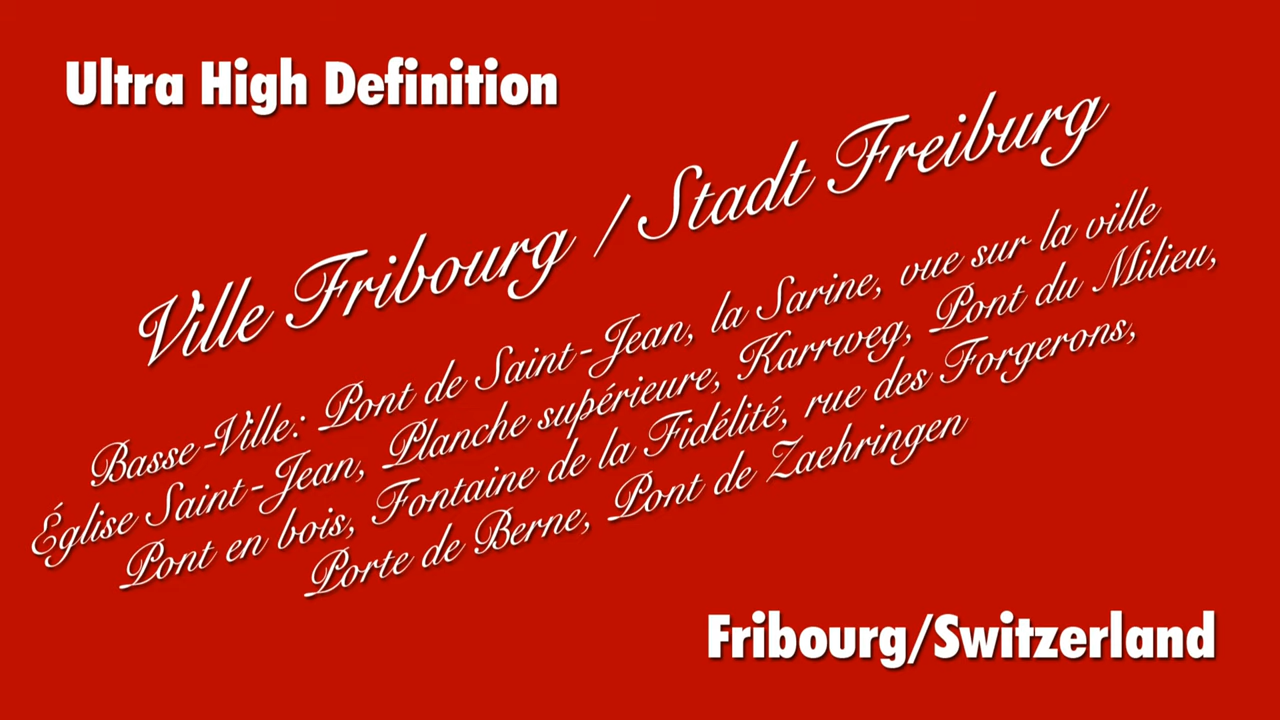 Ultra High Definition
Ville Fribourg / Stadt Freiburg
Basse-Ville: Pont de Saint-Jean, la Sarine, vue sur la ville
Église Saint-Jean, Planche supérieure, Karrweg, Pont du Milieu,
Pont en bois, Fontaine de la Fidélité, rue des Forgerons,
Porte de Berne, Pont de Zaehringen
Fribourg/Switzerland